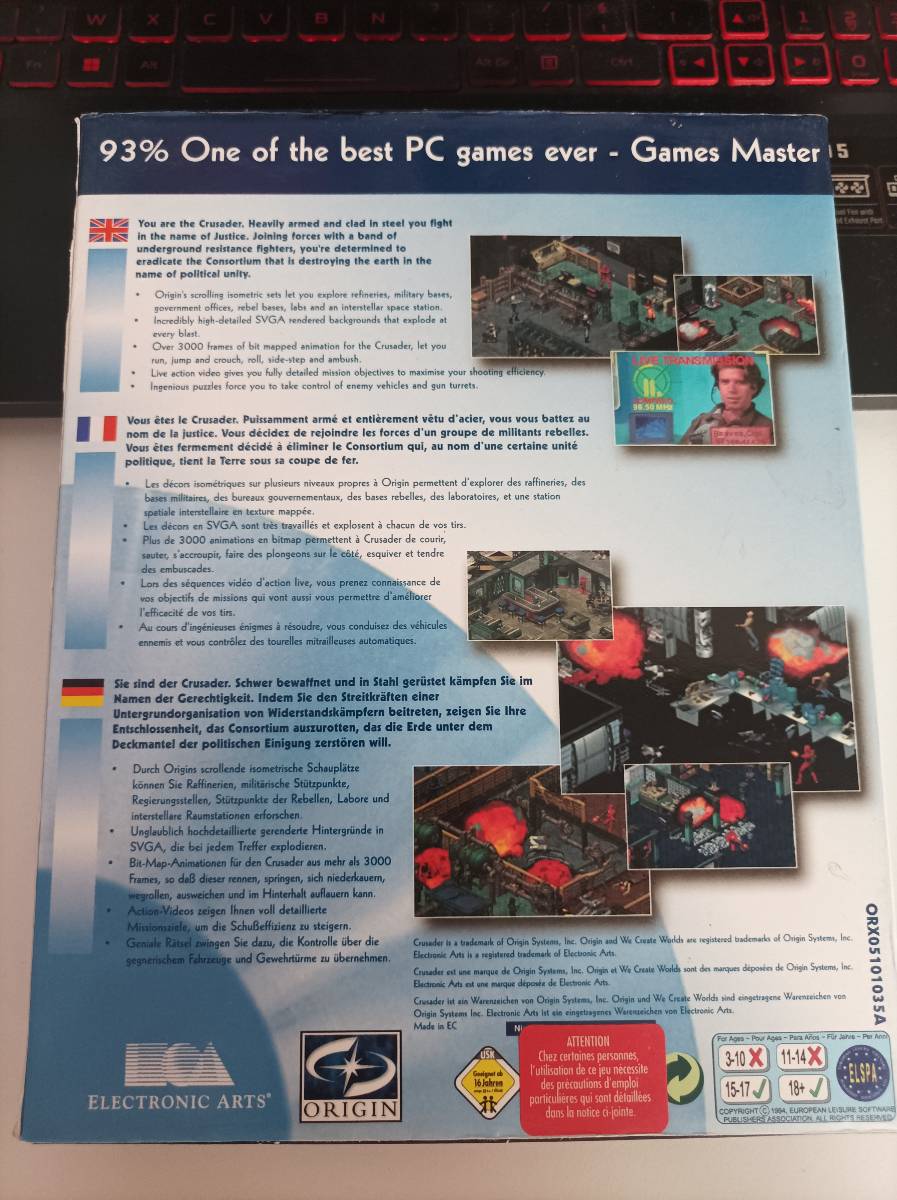 W X C V B N
Fn Alt Alt Gr Ctrl
93% One of the best PC games ever - Games Master
You are the Crusader. Heavily armed and clad in steel you fight
in the name of Justice. Joining forces with a band of
underground resistance fighters, you're determined to
eradicate the Consortium that is destroying the earth in the
name of political unity.
• Origin's scrolling isometric sets let you explore refineries, military bases,
government offices, rebel bases, labs and an interstellar space station.
• Incredibly high-detailed SVGA rendered backgrounds that explode at
every blast.
• Over 3000 frames of bit mapped animation for the Crusader, let you
run, jump and crouch, roll, side-step and ambush.
• Live action video gives you fully detailed mission objectives to maximise your shooting efficiency.
• Ingenious puzzles force you to take control of enemy vehicles and gun turrets.
LIVE TRANSMISSION
98.50 MHz
Vous êtes le Crusader. Puisamment armé et entièrement vêtu d'acier, vous vous battez au
nom de la justice. Vous décidez de rejoindre les forces d'un groupe de militants rebelles.
Vous êtes fermement décidé à éliminer le Consortium qui, au nom d'une certaine unité
politique, tient la Terre sous sa coupe de fer.
• Les décors isométriques sur plusieurs niveaux propres à Origin permettent d'explorer des raffineries, des
bases militaires, des bureaux gouvernementaux, des bases rebelles, des laboratoires, et une station
spatiale interstellaire en texture mappée.
• Les décors en SVGA sont très travaillés et explosent à chacun de vos tirs.
• Plus de 3000 animations en bitmap permettent à Crusader de courir,
sauter, s'accroupir, faire des plongeons sur le côté, esquiver et tendre
des embuscades.
• Lors des séquences vidéo d'action live, vous prenez connaissance de
vos objectifs de missions qui vont aussi vous permettre d'améliorer
l'efficacité de vos tirs.
• Au cours d'ingénieuses énigmes à résoudre, vous conduisez des véhicules
ennemis et vous contrôlez des tourelles mitrailleuses automatiques.
Sie sind der Crusader. Schwer bewaffnet und in Stahl gerüstet kämpfen Sie im
Namen der Gerechtigkeit. Indem Sie den Streitkräften einer
Untergrundorganisation von Widerstandskämpfern beitreten, zeigen Sie Ihre
Entschlossenheit, das Consortium auszurotten, das die Erde unter dem
Deckmantel der politischen Einigung zerstören will.
• Durch Origins scrollende isometrische Schauplätze
können Sie Raffinerien, militärische Stützpunkte,
Regierungsstellen, Stützpunkte der Rebellen, Labore und
interstellare Raumstationen erforschen.
• Unglaublich hochdetaillierte gerenderte Hintergründe in
SVGA, die bei jedem Treffer explodieren.
• Bit-Map-Animationen für den Crusader aus mehr als 3000
Frames, so daß dieser rennen, springen, sich niederkauern,
wegrollen, ausweichen und im Hinterhalt auflauern kann.
• Action-Videos zeigen Ihnen voll detaillierte
Missionsziele, um die Schußeffizienz zu steigern.
• Geniale Rätsel zwingen Sie dazu, die Kontrolle über die
gegnerischem Fahrzeuge und Gewehrtürme zu übernehmen.
Crusader is a trademark of Origin Systems, Inc. Origin and We Create Worlds are registered trademarks of Origin Systems, Inc.
Electronic Arts is a registered trademark of Electronic Arts.
Crusader est une marque de Origin Systems, Inc. Origin et We Create Worlds sont des marques déposées de Origin Systems, Inc.
Electronic Arts est une marque déposée de Electronic Arts.
Crusader ist ein Warenzeichen von Origin Systems, Inc. Origin und We Create Worlds sind eingetragene Warenzeichen von
Origin Systems Inc. Electronic Arts ist ein eingetragenes Warenzeichen von Electronic Arts.
Made in EC
ORX05101035A
ELECTRONIC ARTS®
ORIGIN
USK
Geeignet ab
16 Jahren
ATTENTION
Chez certaines personnes,
l'utilisation de ce jeu nécessite
des précautions d'emploi
particulières qui sont détaillées
dans la notice ci-jointe.
For Ages - Pour Ages - Para Años - Für Jahre - Per Anni
3-10 11-14
15-17 18+
ELSPA
COPYRIGHT © 1994, EUROPEAN LEISURE SOFTWARE
PUBLISHERS ASSOCIATION. ALL RIGHTS RESERVED